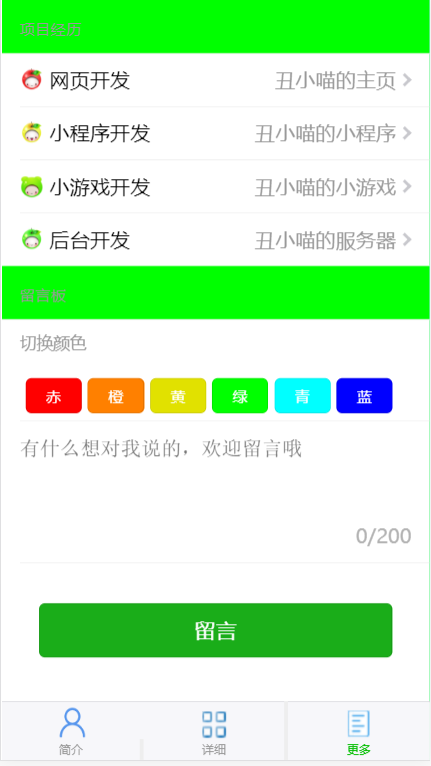 网页开发 丑小喵的主页
小程序开发 丑小喵的小程序
小游戏开发 丑小喵的小游戏
后台开发 丑小喵的服务器
留言板
切换颜色
赤 橙 黄 绿 青 蓝
有什么想对我说的，欢迎留言哦
0/200
留言
简介 详细 更多